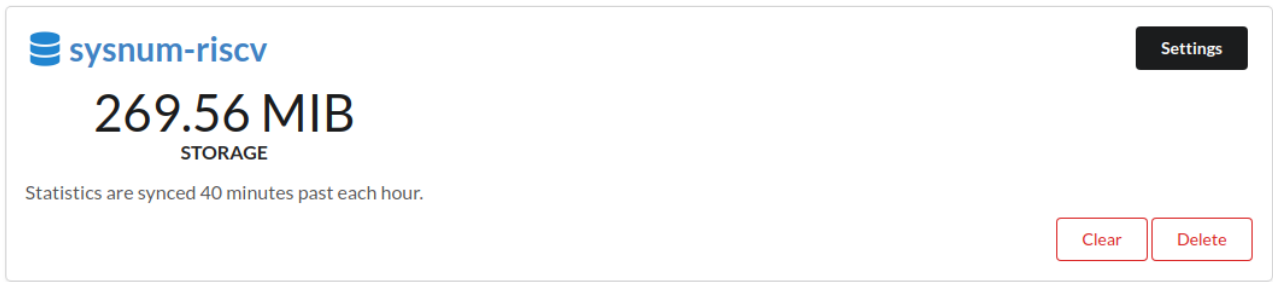 sysnum-riscv
Settings
269.56 MIB
STORAGE
Statistics are synced 40 minutes past each hour.
Clear
Delete